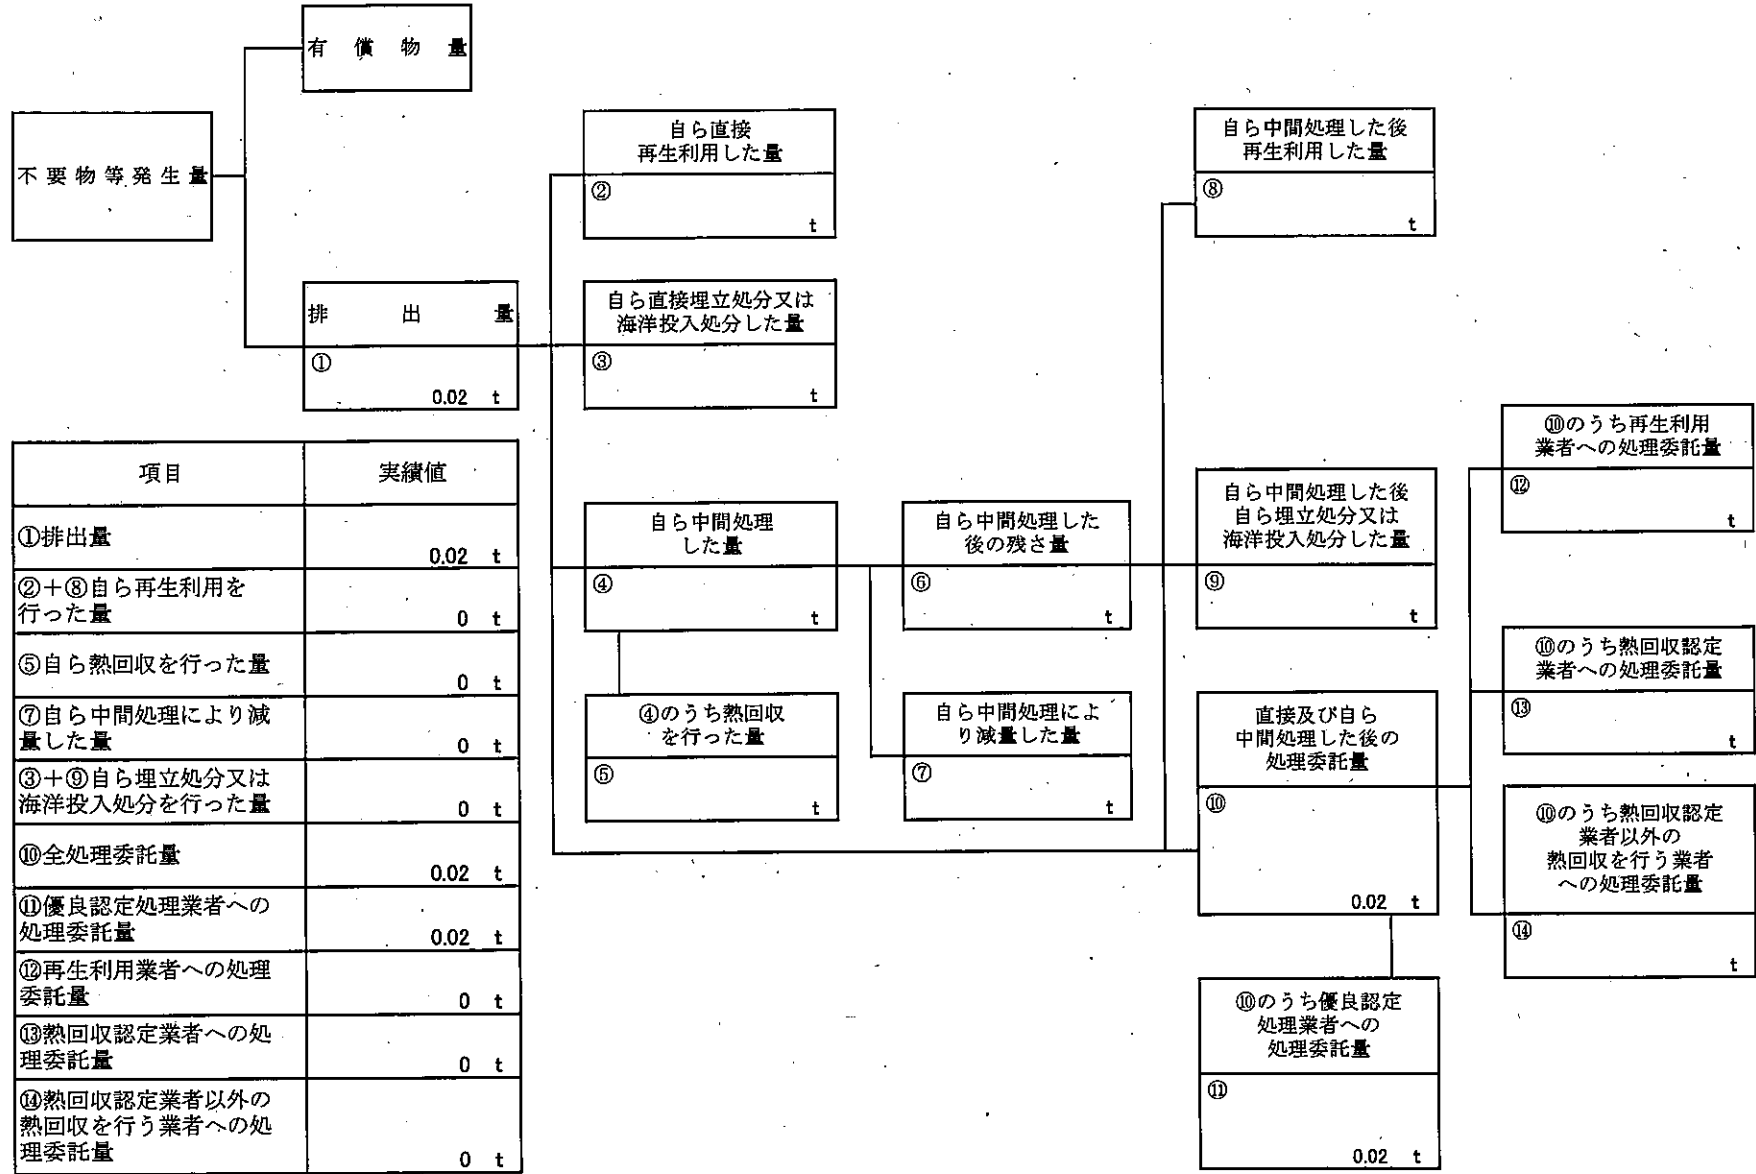 有償物量
不要物等発生量
自ら直接
再生利用した量
②
t
自ら中間処理した後
再生利用した量
⑧
t
排出量
①
0.02 t
自ら直接埋立処分又は
海洋投入処分した量
③
t
自ら中間処理
した量
④
t
自ら中間処理した
後の残さ量
⑥
t
自ら中間処理した後
自ら埋立処分又は
海洋投入処分した量
⑨
t
⑩のうち再生利用
業者への処理委託量
⑫
t
④のうち熱回収
を行った量
⑤
t
自ら中間処理によ
り減量した量
⑦
t
直接及び自ら
中間処理した後の
処理委託量
⑩
0.02 t
⑩のうち熱回収認定
業者への処理委託量
⑬
t
⑩のうち熱回収認定
業者以外の
熱回収を行う業者
への処理委託量
⑭
t
⑩のうち優良認定
処理業者への
処理委託量
⑪
0.02 t
項目 実績値
①排出量
0.02 t
②+⑧自ら再生利用を
行った量
0 t
⑤自ら熱回収を行った量
0 t
⑦自ら中間処理により減
量した量
0 t
③+⑨自ら埋立処分又は
海洋投入処分を行った量
0 t
⑩全処理委託量
0.02 t
⑪優良認定処理業者への
処理委託量
0.02 t
⑫再生利用業者への処理
委託量
0 t
⑬熱回収認定業者への処
理委託量
0 t
⑭熱回収認定業者以外の
熱回収を行う業者への処
理委託量
0 t